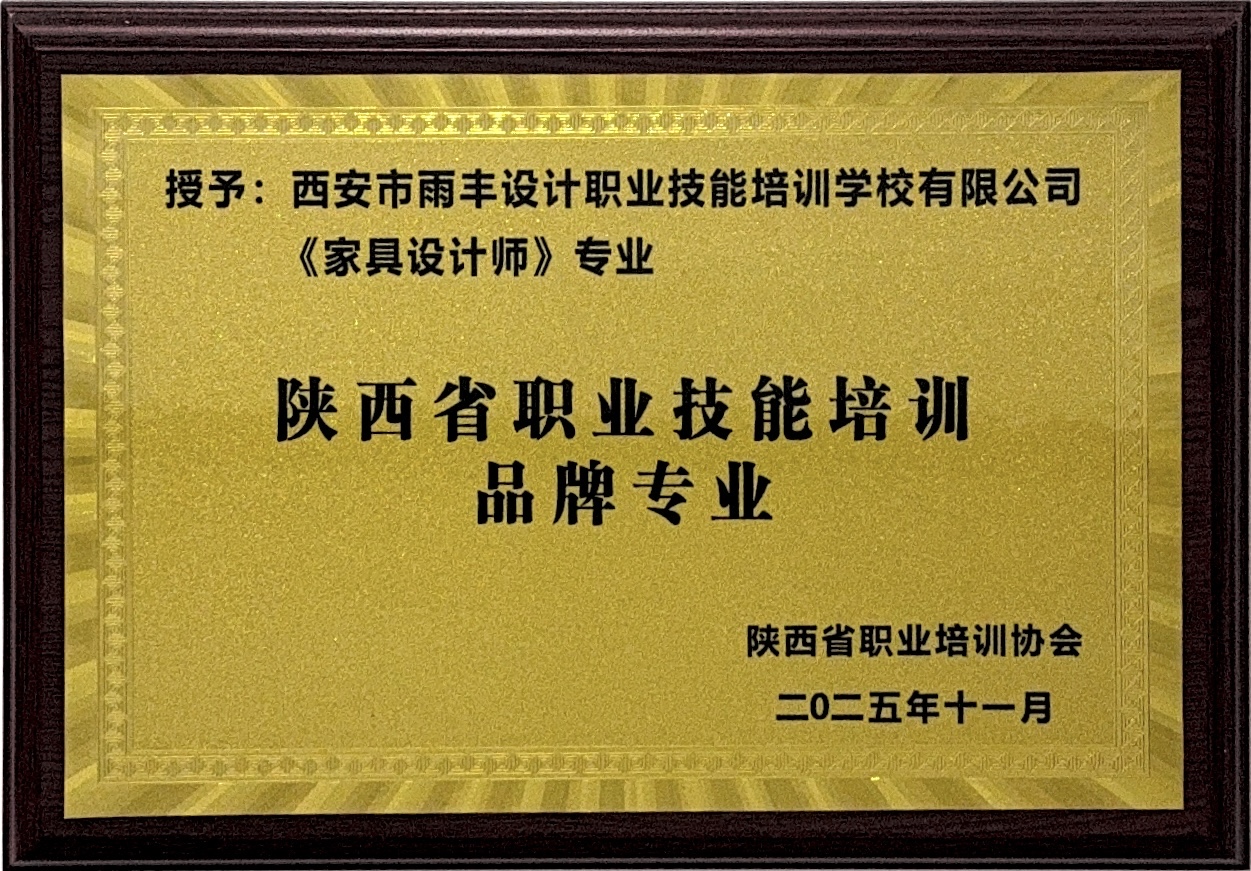 授予：西安市雨丰设计职业技能培训学校有限公司
《家具设计师》专业
陕西省职业技能培训
品牌专业
陕西省职业培训协会
二0二五年十一月